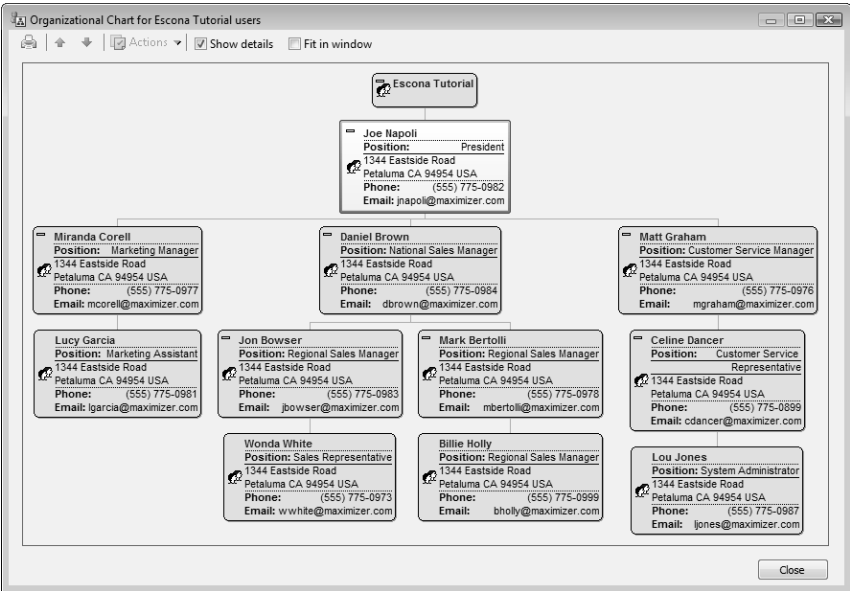 Organizational Chart for Escona Tutorial users
Actions Show details Fit in window
Escona Tutorial
Joe Napoli
Position: President
1344 Eastside Road
Petaluma CA 94954 USA
Phone: (555) 775-0982
Email: jnapoli@maximizer.com
Miranda Corell
Position: Marketing Manager
1344 Eastside Road
Petaluma CA 94954 USA
Phone: (555) 775-0977
Email: mcorell@maximizer.com
Daniel Brown
Position: National Sales Manager
1344 Eastside Road
Petaluma CA 94954 USA
Phone: (555) 775-0984
Email: dbrown@maximizer.com
Matt Graham
Position: Customer Service Manager
1344 Eastside Road
Petaluma CA 94954 USA
Phone: (555) 775-0976
Email: mgraham@maximizer.com
Lucy Garcia
Position: Marketing Assistant
1344 Eastside Road
Petaluma CA 94954 USA
Phone: (555) 775-0981
Email: lgarcia@maximizer.com
Jon Bowser
Position: Regional Sales Manager
1344 Eastside Road
Petaluma CA 94954 USA
Phone: (555) 775-0983
Email: jbowser@maximizer.com
Mark Bertolli
Position: Regional Sales Manager
1344 Eastside Road
Petaluma CA 94954 USA
Phone: (555) 775-0978
Email: mbertolli@maximizer.com
Celine Dancer
Position: Customer Service
Representative
1344 Eastside Road
Petaluma CA 94954 USA
Phone: (555) 775-0899
Email: cdancer@maximizer.com
Wonda White
Position: Sales Representative
1344 Eastside Road
Petaluma CA 94954 USA
Phone: (555) 775-0973
Email: wwhite@maximizer.com
Billie Holly
Position: Regional Sales Manager
1344 Eastside Road
Petaluma CA 94954 USA
Phone: (555) 775-0999
Email: bholly@maximizer.com
Lou Jones
Position: System Administrator
1344 Eastside Road
Petaluma CA 94954 USA
Phone: (555) 775-0987
Email: ljones@maximizer.com
Close